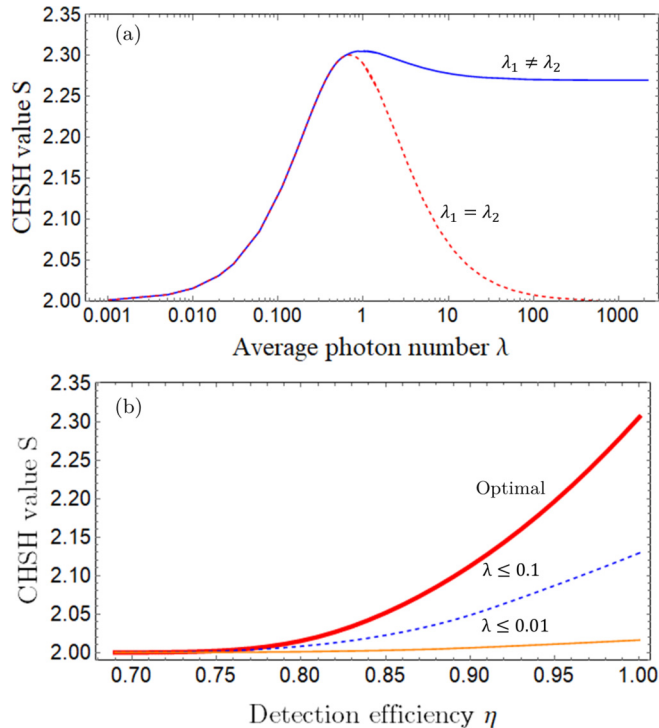 (a)
CHSH value S
2.35
2.30
2.25
2.20
2.15
2.10
2.05
2.00
λ₁ ≠ λ₂
λ₁ = λ₂
0.001 0.010 0.100 1 10 100 1000
Average photon number λ
(b)
CHSH value S
2.35
2.30
2.25
2.20
2.15
2.10
2.05
2.00
Optimal
λ ≤ 0.1
λ ≤ 0.01
0.70 0.75 0.80 0.85 0.90 0.95 1.00
Detection efficiency η